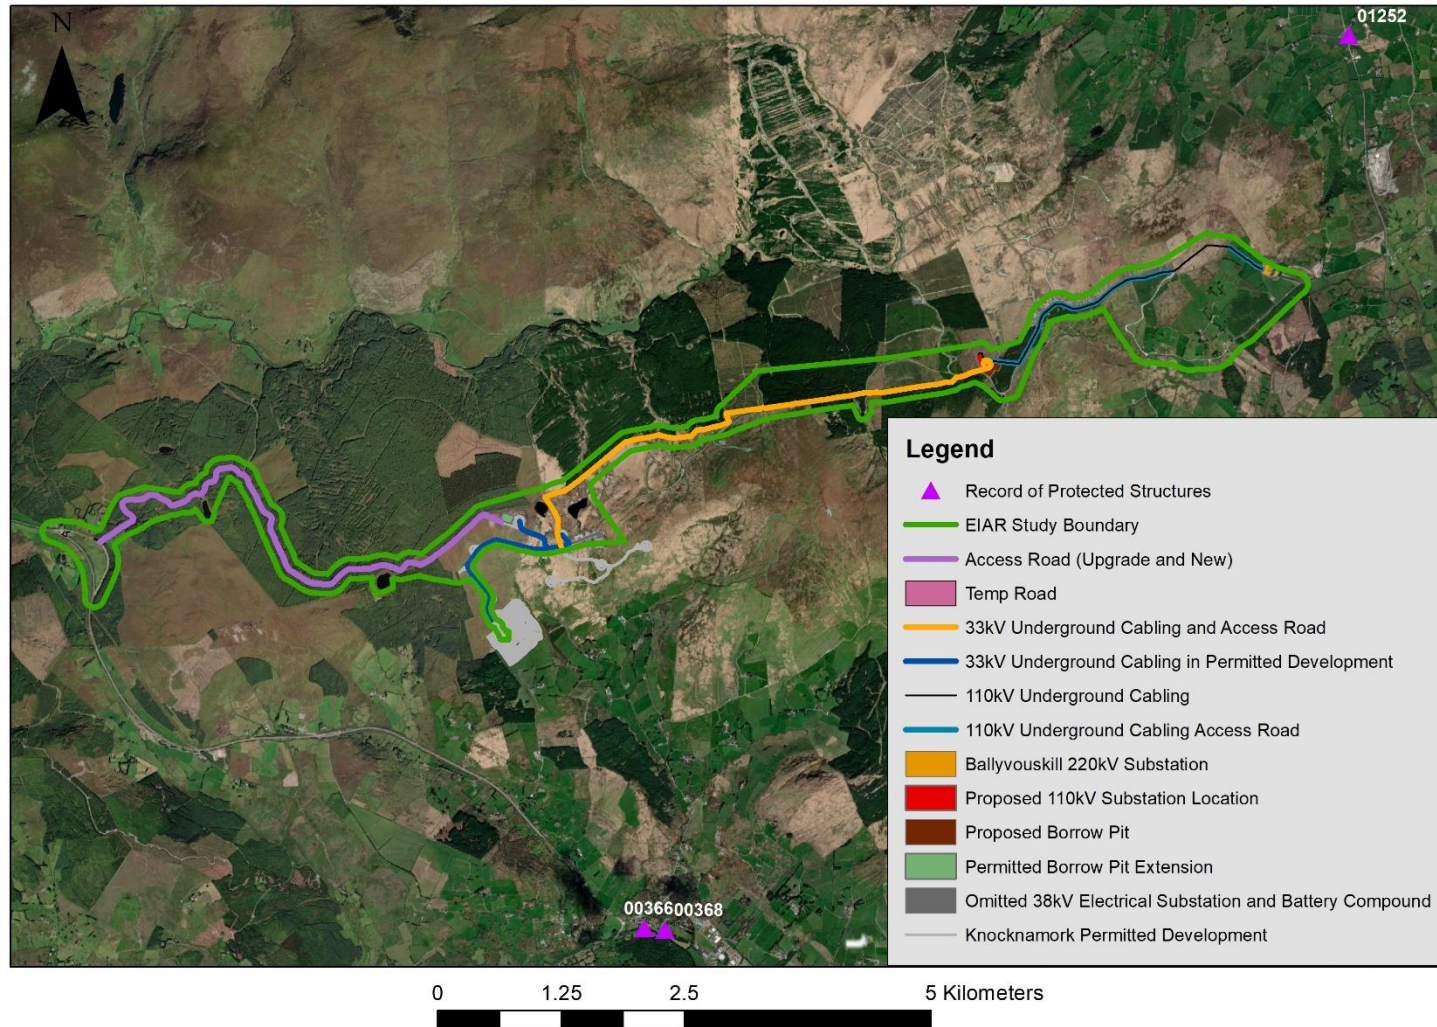 N
01252
0036600368
Legend
Record of Protected Structures
EIAR Study Boundary
Access Road (Upgrade and New)
Temp Road
33kV Underground Cabling and Access Road
33kV Underground Cabling in Permitted Development
110kV Underground Cabling
110kV Underground Cabling Access Road
Ballyvouskill 220kV Substation
Proposed 110kV Substation Location
Proposed Borrow Pit
Permitted Borrow Pit Extension
Omitted 38kV Electrical Substation and Battery Compound
Knocknamork Permitted Development
0 1.25 2.5 5 Kilometers